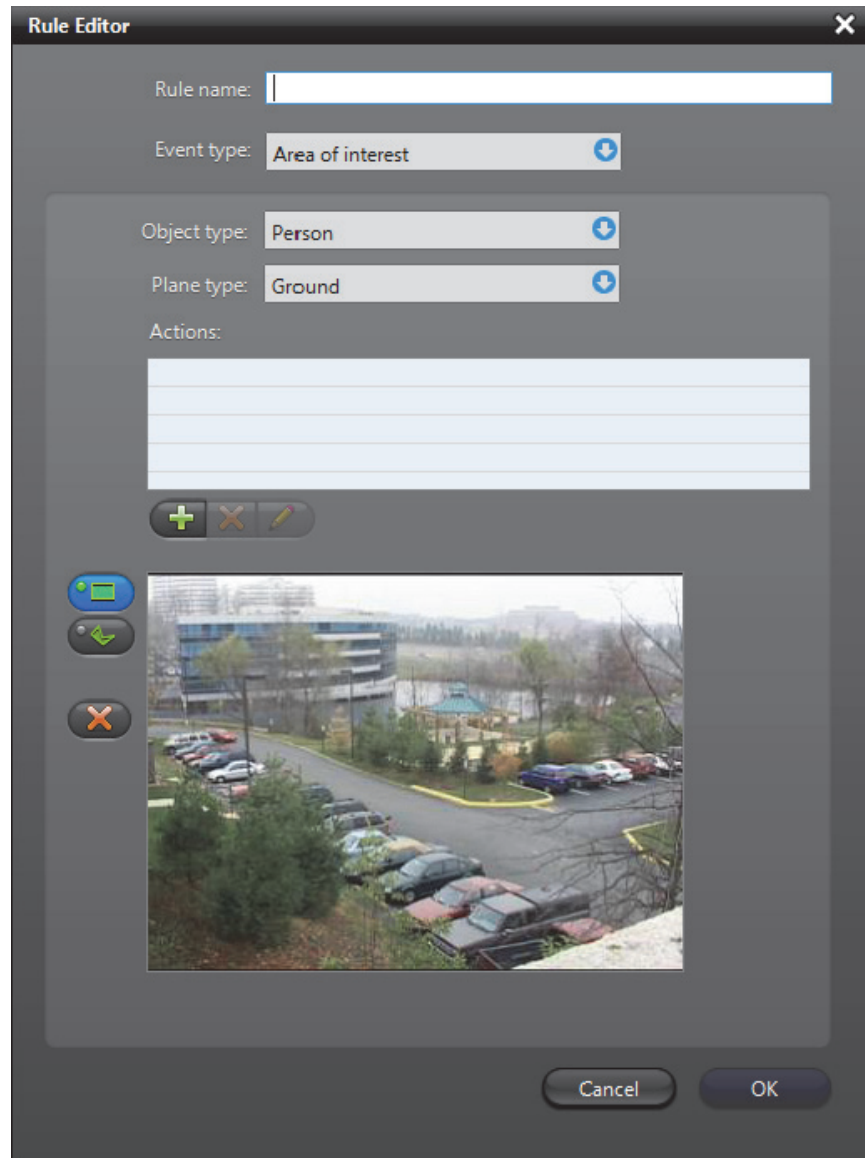 Rule Editor
Rule name:
Event type: Area of interest
Object type: Person
Plane type: Ground
Actions:
Cancel OK